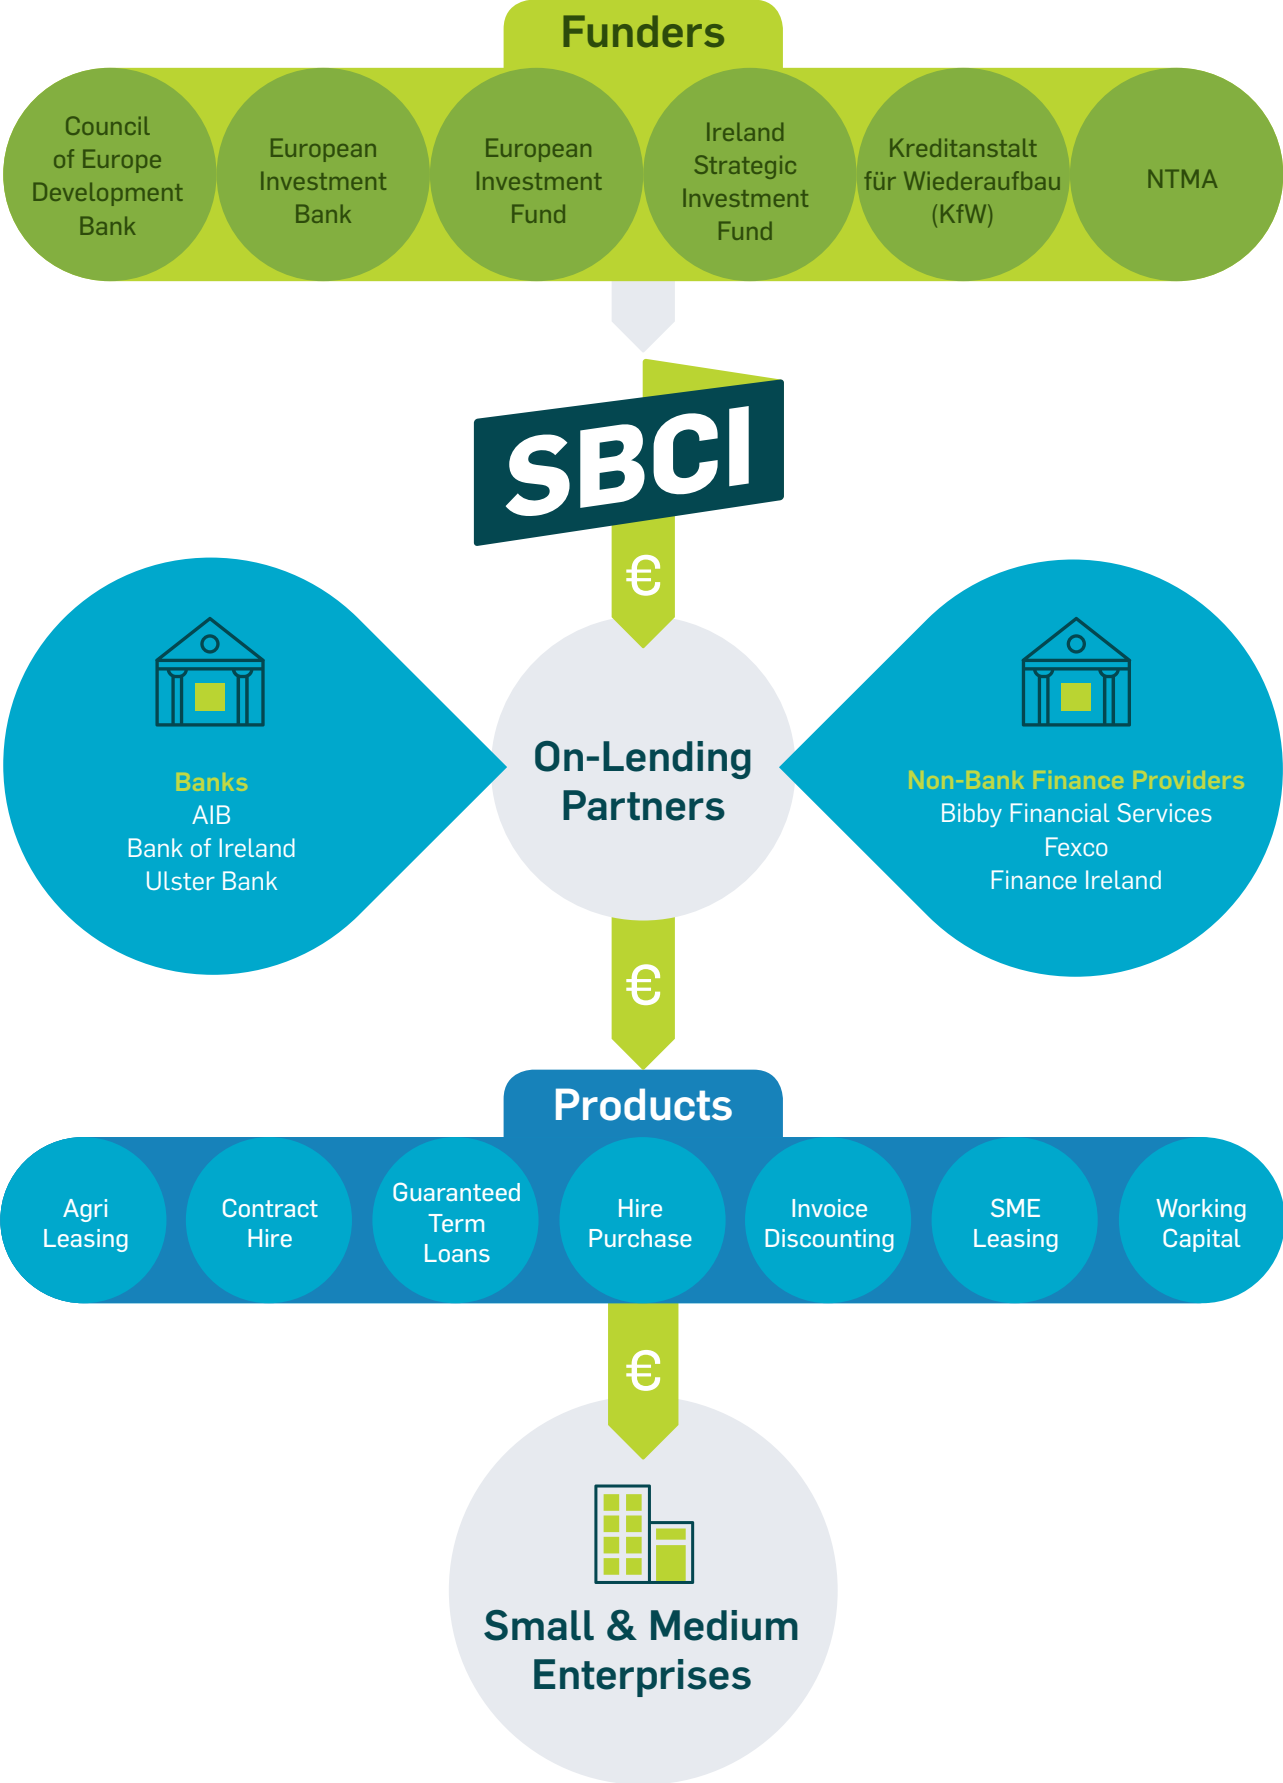 Funders
Council
of Europe
Development
Bank
European
Investment
Bank
European
Investment
Fund
Ireland
Strategic
Investment
Fund
Kreditanstalt
für Wiederaufbau
(KfW)
NTMA
SBCI
€
Banks
AIB
Bank of Ireland
Ulster Bank
On-Lending
Partners
Non-Bank Finance Providers
Bibby Financial Services
Fexco
Finance Ireland
€
Products
Agri
Leasing
Contract
Hire
Guaranteed
Term
Loans
Hire
Purchase
Invoice
Discounting
SME
Leasing
Working
Capital
€
Small & Medium
Enterprises